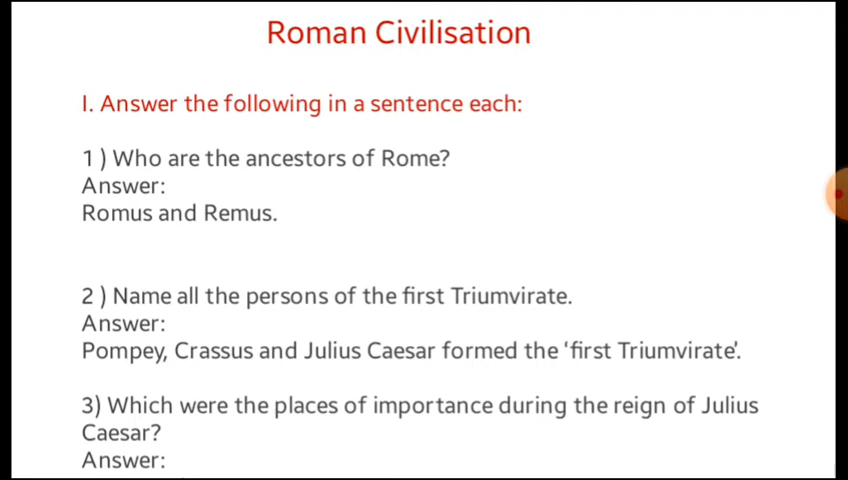 Roman Civilisation
I. Answer the following in a sentence each:
1 ) Who are the ancestors of Rome?
Answer:
Romus and Remus.
2 ) Name all the persons of the first Triumvirate.
Answer:
Pompey, Crassus and Julius Caesar formed the ‘first Triumvirate’.
3) Which were the places of importance during the reign of Julius
Caesar?
Answer: